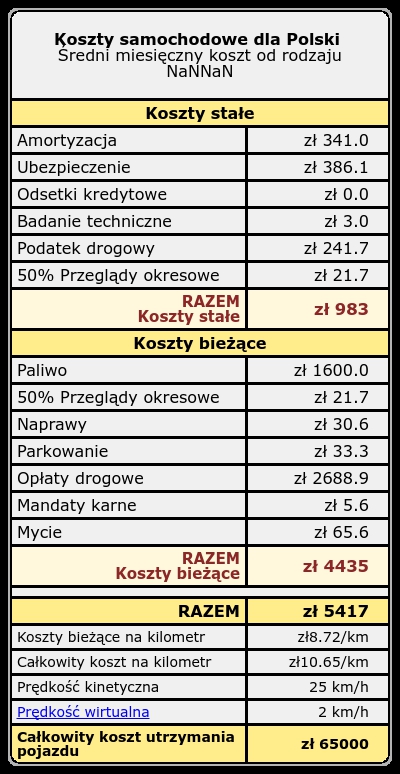 Koszty samochodowe dla Polski
Średni miesięczny koszt od rodzaju
NaNNaN
Koszty stałe
Amortyzacja zł 341.0
Ubezpieczenie zł 386.1
Odsetki kredytowe zł 0.0
Badanie techniczne zł 3.0
Podatek drogowy zł 241.7
50% Przeglądy okresowe zł 21.7
RAZEM
Koszty stałe zł 983
Koszty bieżące
Paliwo zł 1600.0
50% Przeglądy okresowe zł 21.7
Naprawy zł 30.6
Parkowanie zł 33.3
Opłaty drogowe zł 2688.9
Mandaty karne zł 5.6
Mycie zł 65.6
RAZEM
Koszty bieżące zł 4435
RAZEM zł 5417
Koszty bieżące na kilometr zł8.72/km
Całkowity koszt na kilometr zł10.65/km
Prędkość kinetyczna 25 km/h
Prędkość wirtualna 2 km/h
Całkowity koszt utrzymania
pojazdu zł 65000